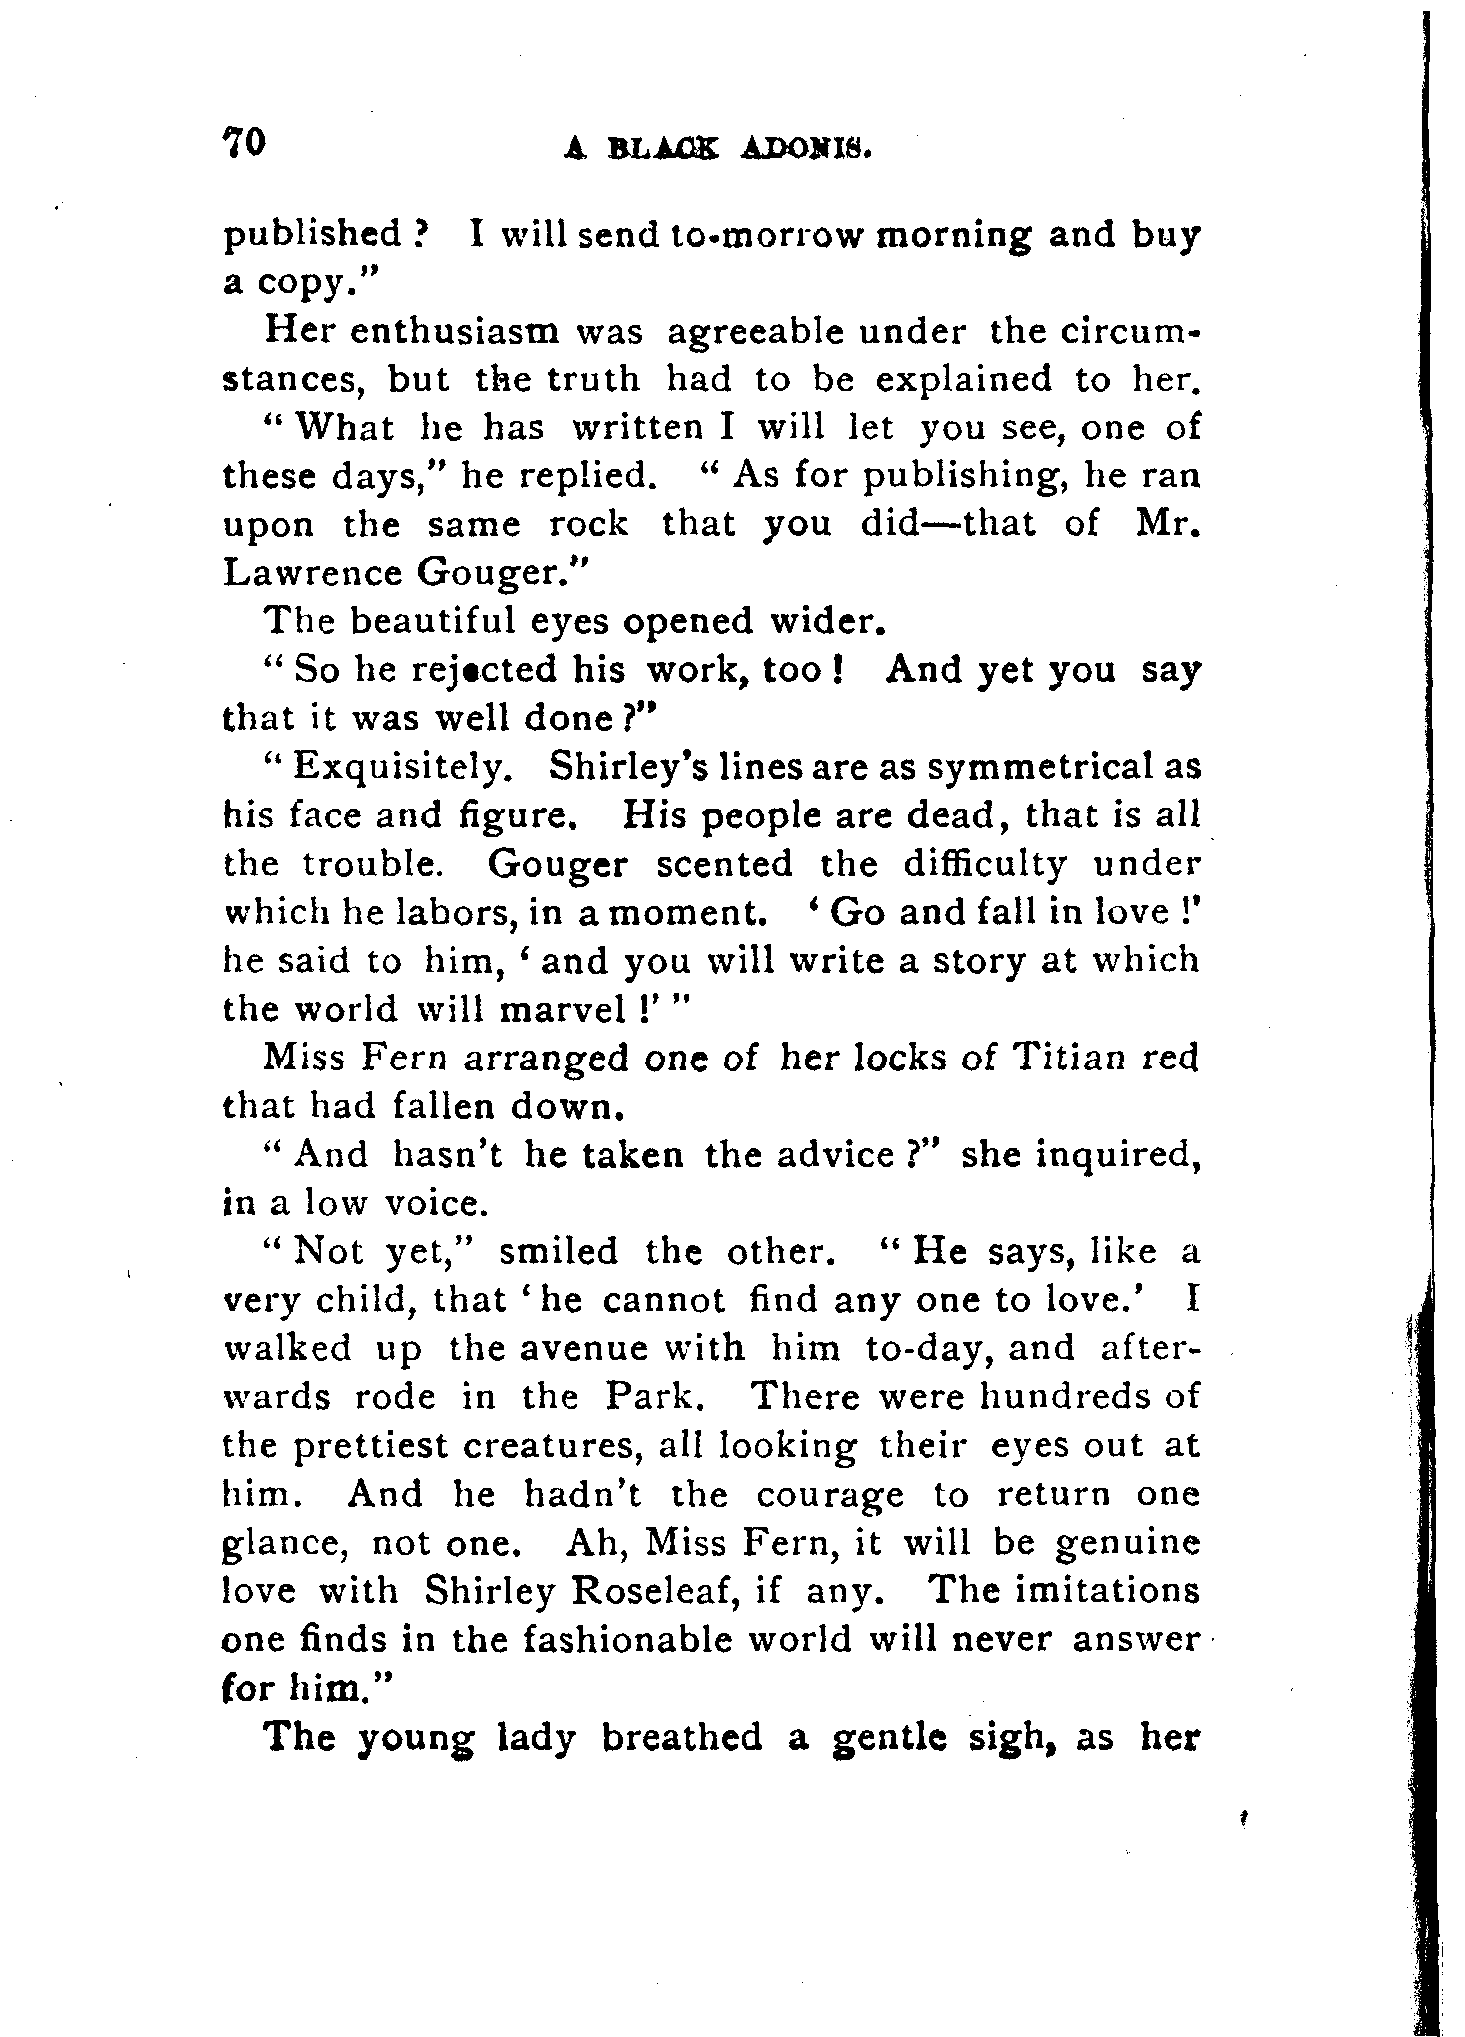 70 A BLACK ADONIS.
published ? I will send to-morrow morning and buy
a copy."
Her enthusiasm was agreeable under the circum-
stances, but the truth had to be explained to her.
" What he has written I will let you see, one of
these days," he replied. " As for publishing, he ran
upon the same rock that you did—that of Mr.
Lawrence Gouger."
The beautiful eyes opened wider.
" So he rejected his work, too ! And yet you say
that it was well done ?"
" Exquisitely. Shirley's lines are as symmetrical as
his face and figure. His people are dead, that is all
the trouble. Gouger scented the difficulty under
which he labors, in a moment. ' Go and fall in love !'
he said to him, ' and you will write a story at which
the world will marvel !' "
Miss Fern arranged one of her locks of Titian red
that had fallen down.
" And hasn't he taken the advice ?" she inquired,
in a low voice.
" Not yet," smiled the other. " He says, like a
very child, that ' he cannot find any one to love.' I
walked up the avenue with him to-day, and after-
wards rode in the Park. There were hundreds of
the prettiest creatures, all looking their eyes out at
him. And he hadn't the courage to return one
glance, not one. Ah, Miss Fern, it will be genuine
love with Shirley Roseleaf, if any. The imitations
one finds in the fashionable world will never answer
for him."
The young lady breathed a gentle sigh, as her